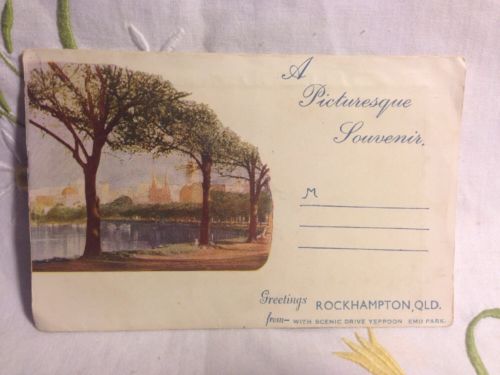 A
Picturesque
Souvenir.
M
Greetings ROCKHAMPTON, QLD.
from— WITH SCENIC DRIVE YEPPOON EMU PARK.